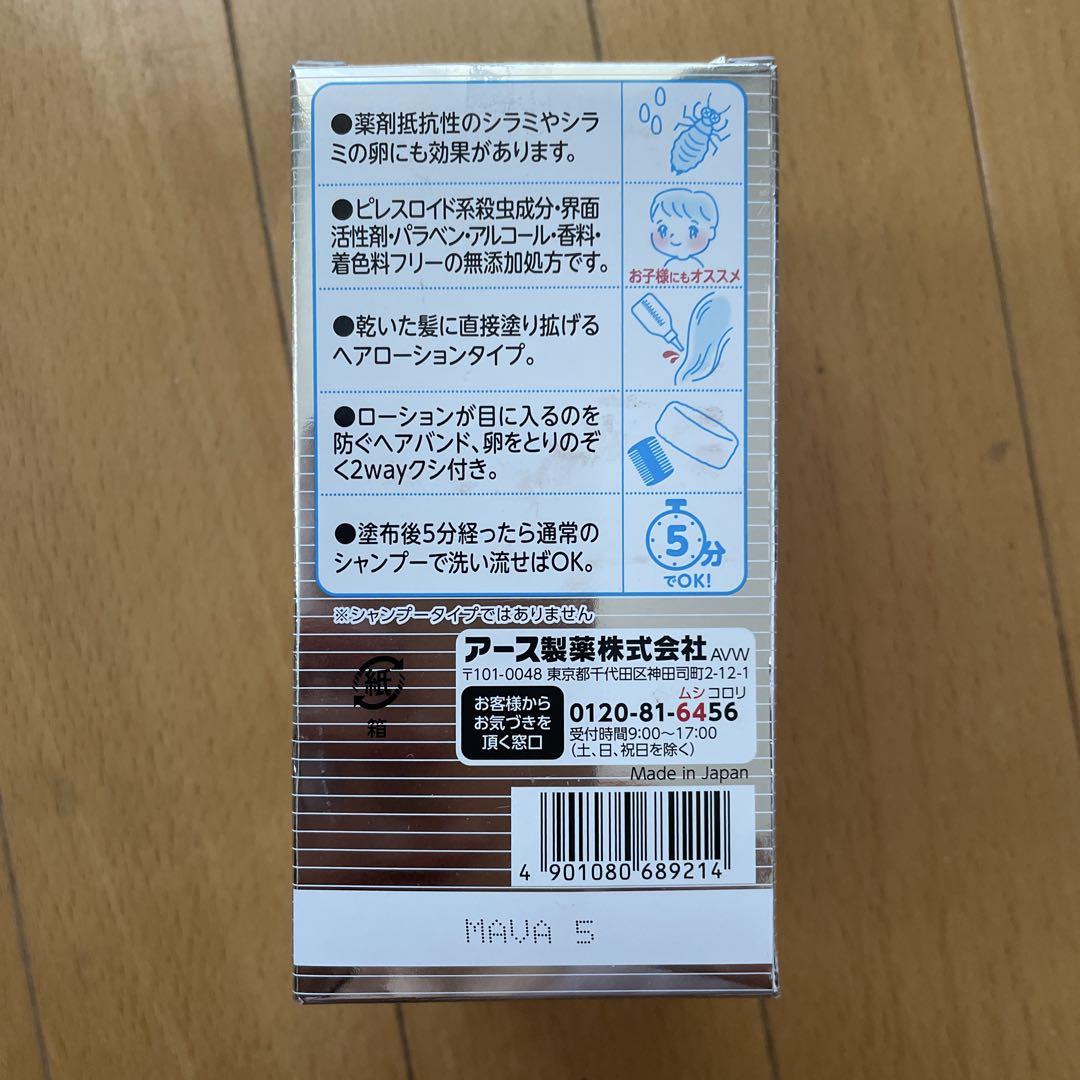 ●薬剤抵抗性のシラミやシラ
ミの卵にも効果があります。
●ピレスロイド系殺虫成分・界面
活性剤・パラベン・アルコール・香料・
着色料フリーの無添加処方です。
お子様にもオススメ
●乾いた髪に直接塗り拡げる
ヘアローションタイプ。
●ローションが目に入るのを
防ぐヘアバンド、卵をとりのぞ
く2wayクシ付き。
●塗布後5分経ったら通常の
シャンプーで洗い流せばOK。
5分
でOK!
※シャンプータイプではありません
アース製薬株式会社 AVW
〒101-0048 東京都千代田区神田司町2-12-1
お客様から
お気づきを
頂く窓口
ムシコロリ
0120-81-6456
受付時間9:00～17:00
(土、日、祝日を除く)
紙
箱
Made in Japan
4 901080 689214
MAVA 5